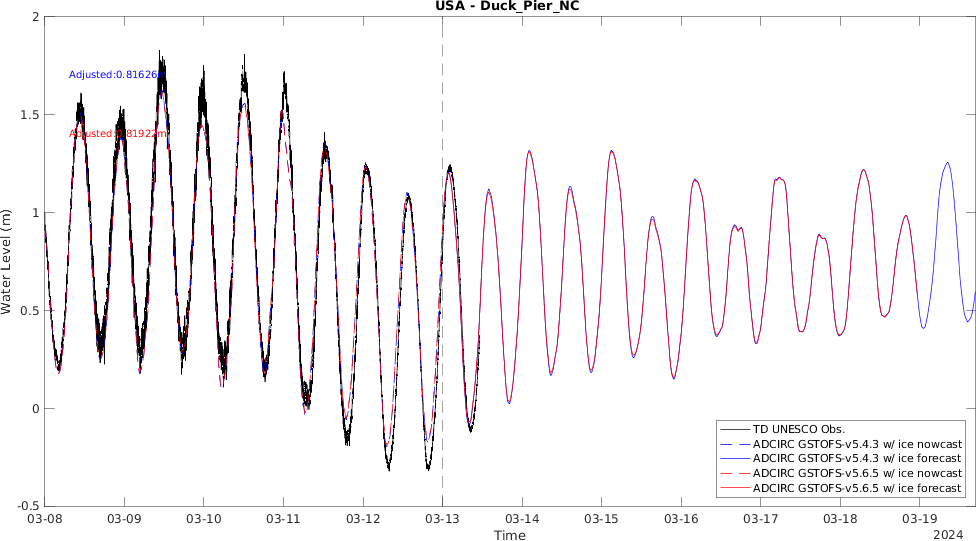 USA - Duck_Pier_NC
2
1.5
1
0.5
0
-0.5
Water Level (m)
Adjusted:0.81626m
Adjusted:0.81922m
TD UNESCO Obs.
ADCIRC GSTOFS-v5.4.3 w/ ice nowcast
ADCIRC GSTOFS-v5.4.3 w/ ice forecast
ADCIRC GSTOFS-v5.6.5 w/ ice nowcast
ADCIRC GSTOFS-v5.6.5 w/ ice forecast
03-08 03-09 03-10 03-11 03-12 03-13 03-14 03-15 03-16 03-17 03-18 03-19
Time
2024